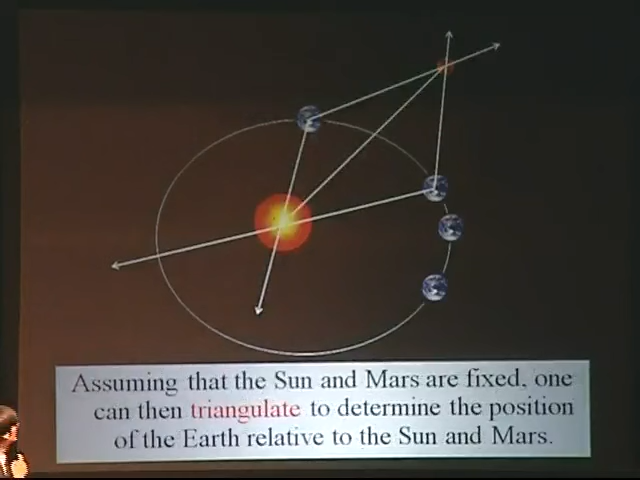 Assuming that the Sun and Mars are fixed, one
can then triangulate to determine the position
of the Earth relative to the Sun and Mars.